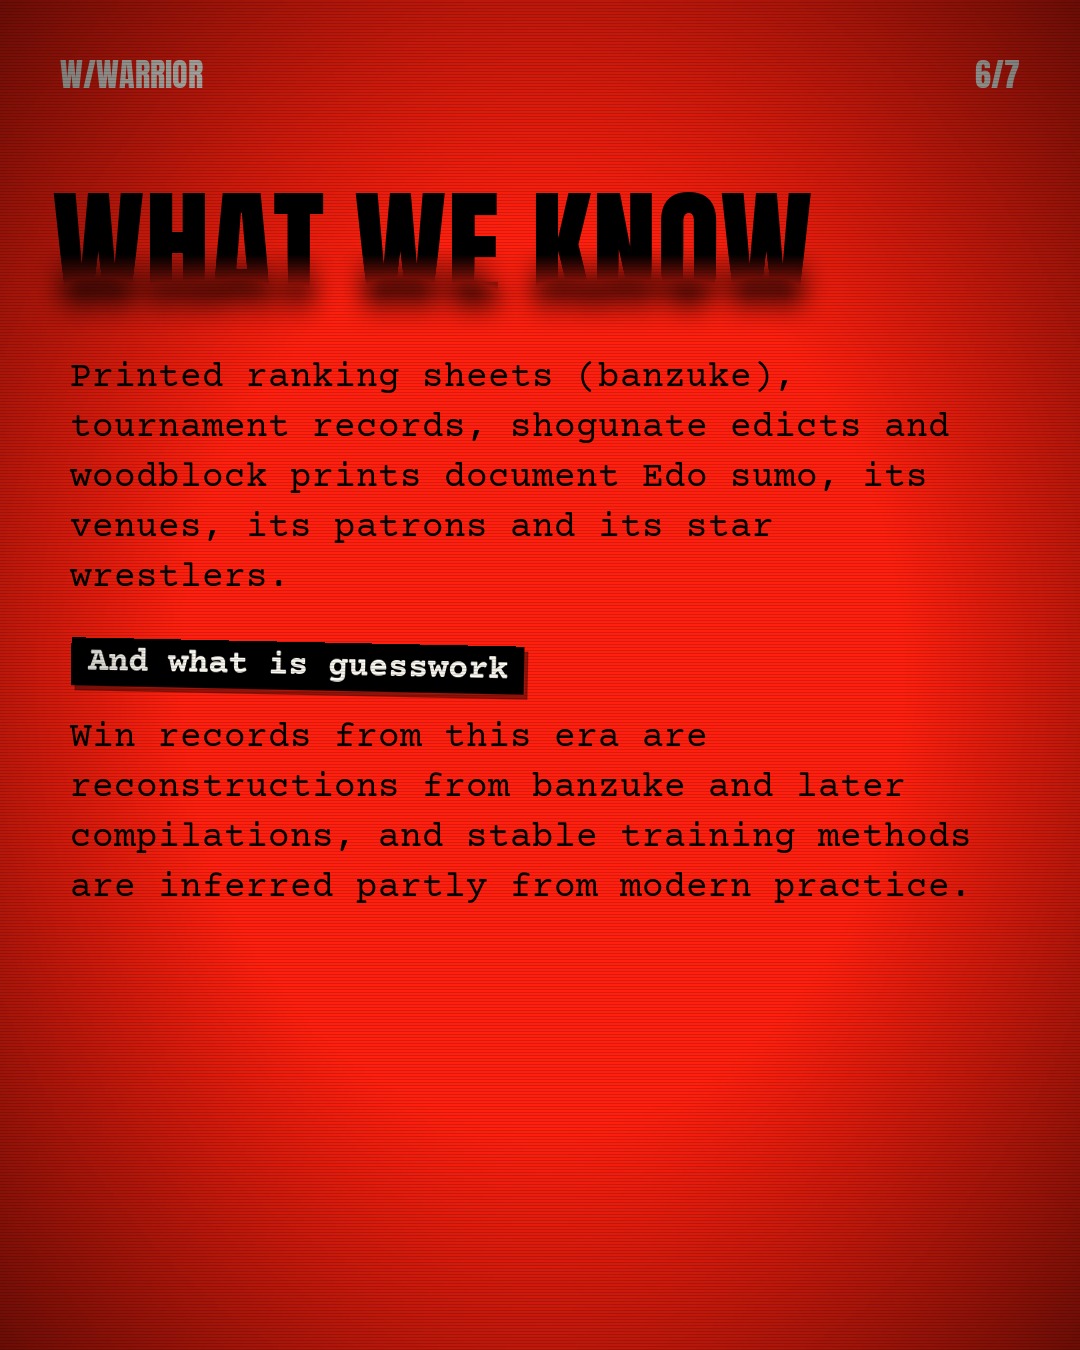 W/WARRIOR
6/7
WHAT WE KNOW
Printed ranking sheets (banzuke),
tournament records, shogunate edicts and
woodblock prints document Edo sumo, its
venues, its patrons and its star
wrestlers.
And what is guesswork
Win records from this era are
reconstructions from banzuke and later
compilations, and stable training methods
are inferred partly from modern practice.